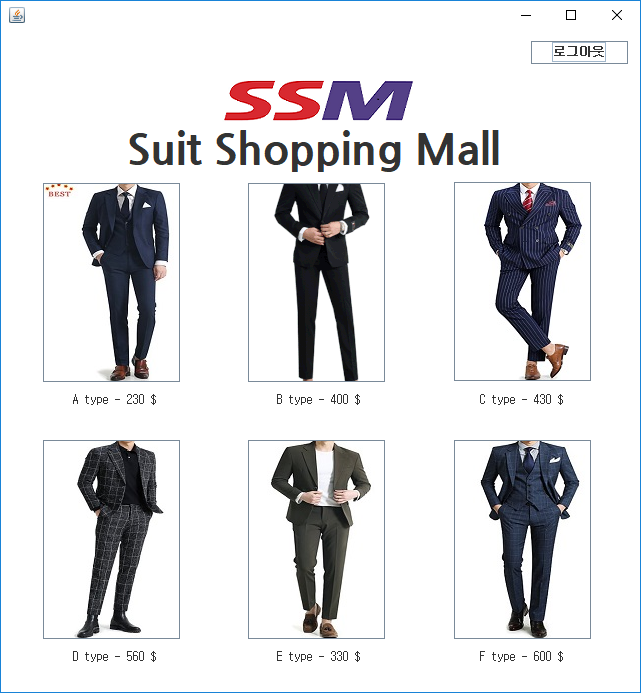 로그아웃
SSM
Suit Shopping Mall
BEST
A type - 230 $
B type - 400 $
C type - 430 $
D type - 560 $
E type - 330 $
F type - 600 $